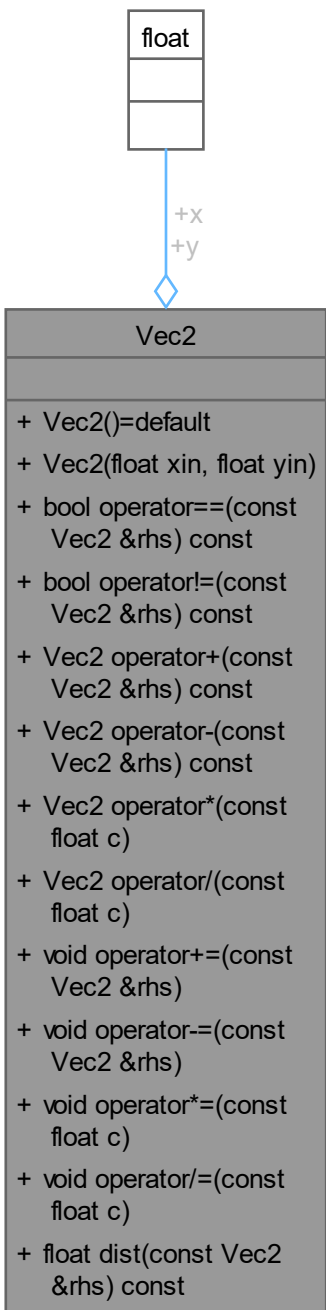 float
+x
+y
Vec2
+ Vec2()=default
+ Vec2(float xin, float yin)
+ bool operator==(const
Vec2 &rhs) const
+ bool operator!=(const
Vec2 &rhs) const
+ Vec2 operator+(const
Vec2 &rhs) const
+ Vec2 operator-(const
Vec2 &rhs) const
+ Vec2 operator*(const
float c)
+ Vec2 operator/(const
float c)
+ void operator+=(const
Vec2 &rhs)
+ void operator-=(const
Vec2 &rhs)
+ void operator*=(const
float c)
+ void operator/=(const
float c)
+ float dist(const Vec2
&rhs) const